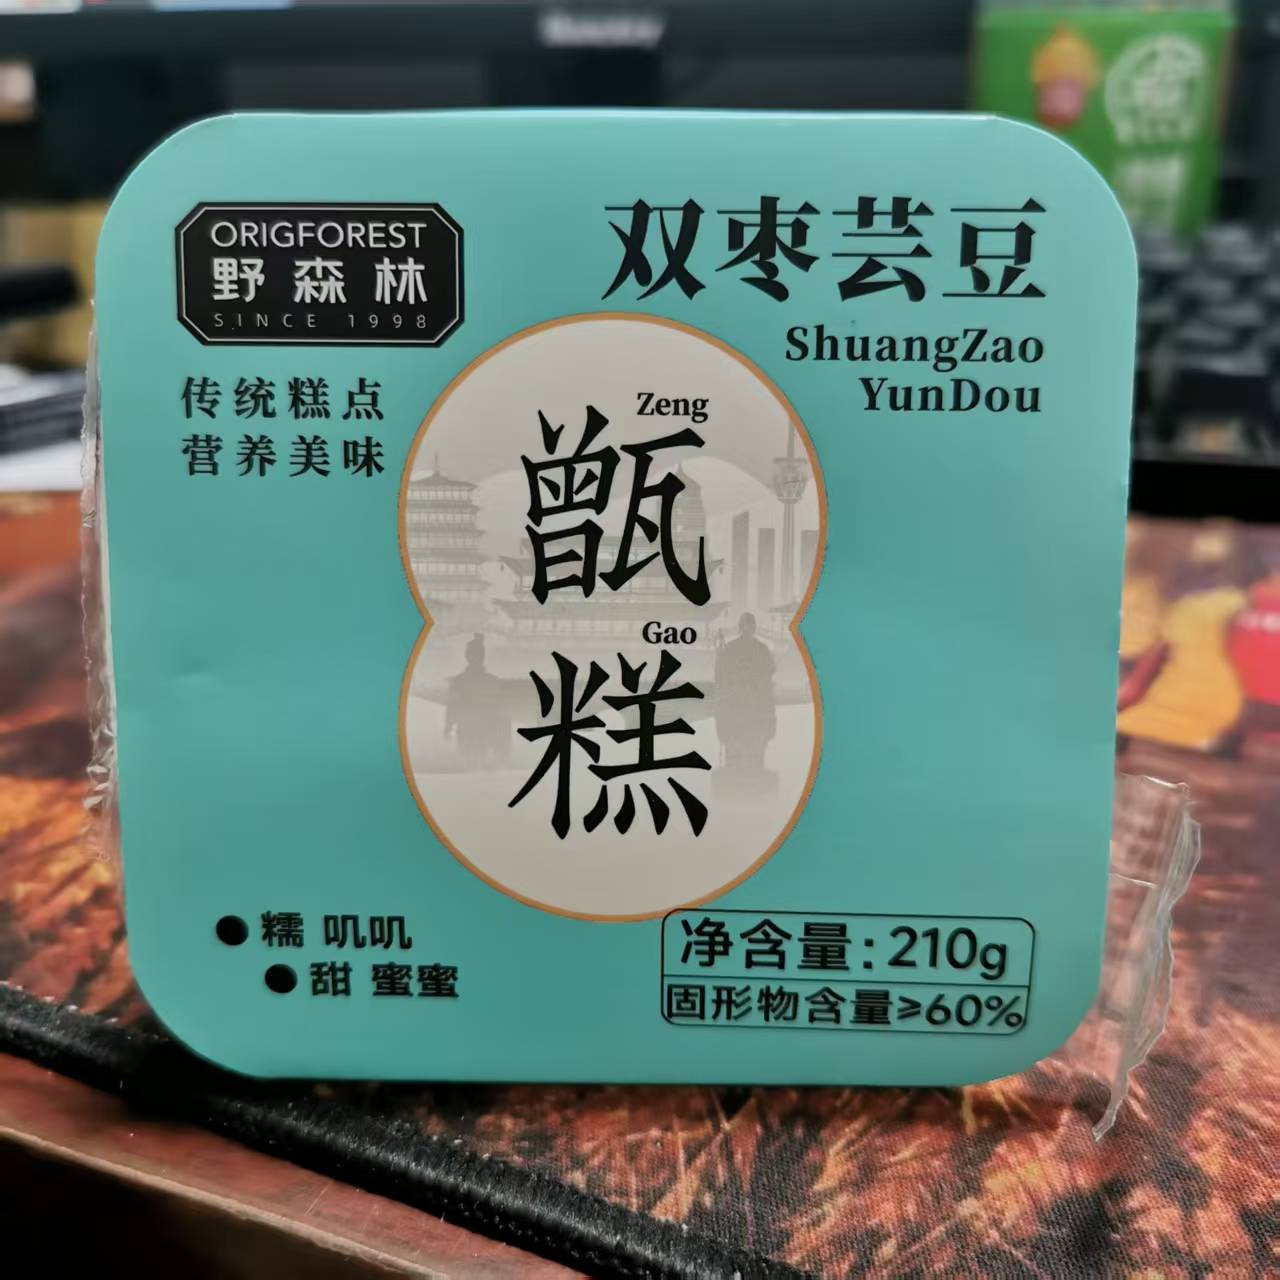 ORIGFOREST
野森林
SINCE 1998
传统糕点
营养美味
双枣芸豆
ShuangZao
YunDou
Zeng
甑
Gao
糕
糯 叽叽
甜 蜜蜜
净含量:210g
固形物含量≥60%